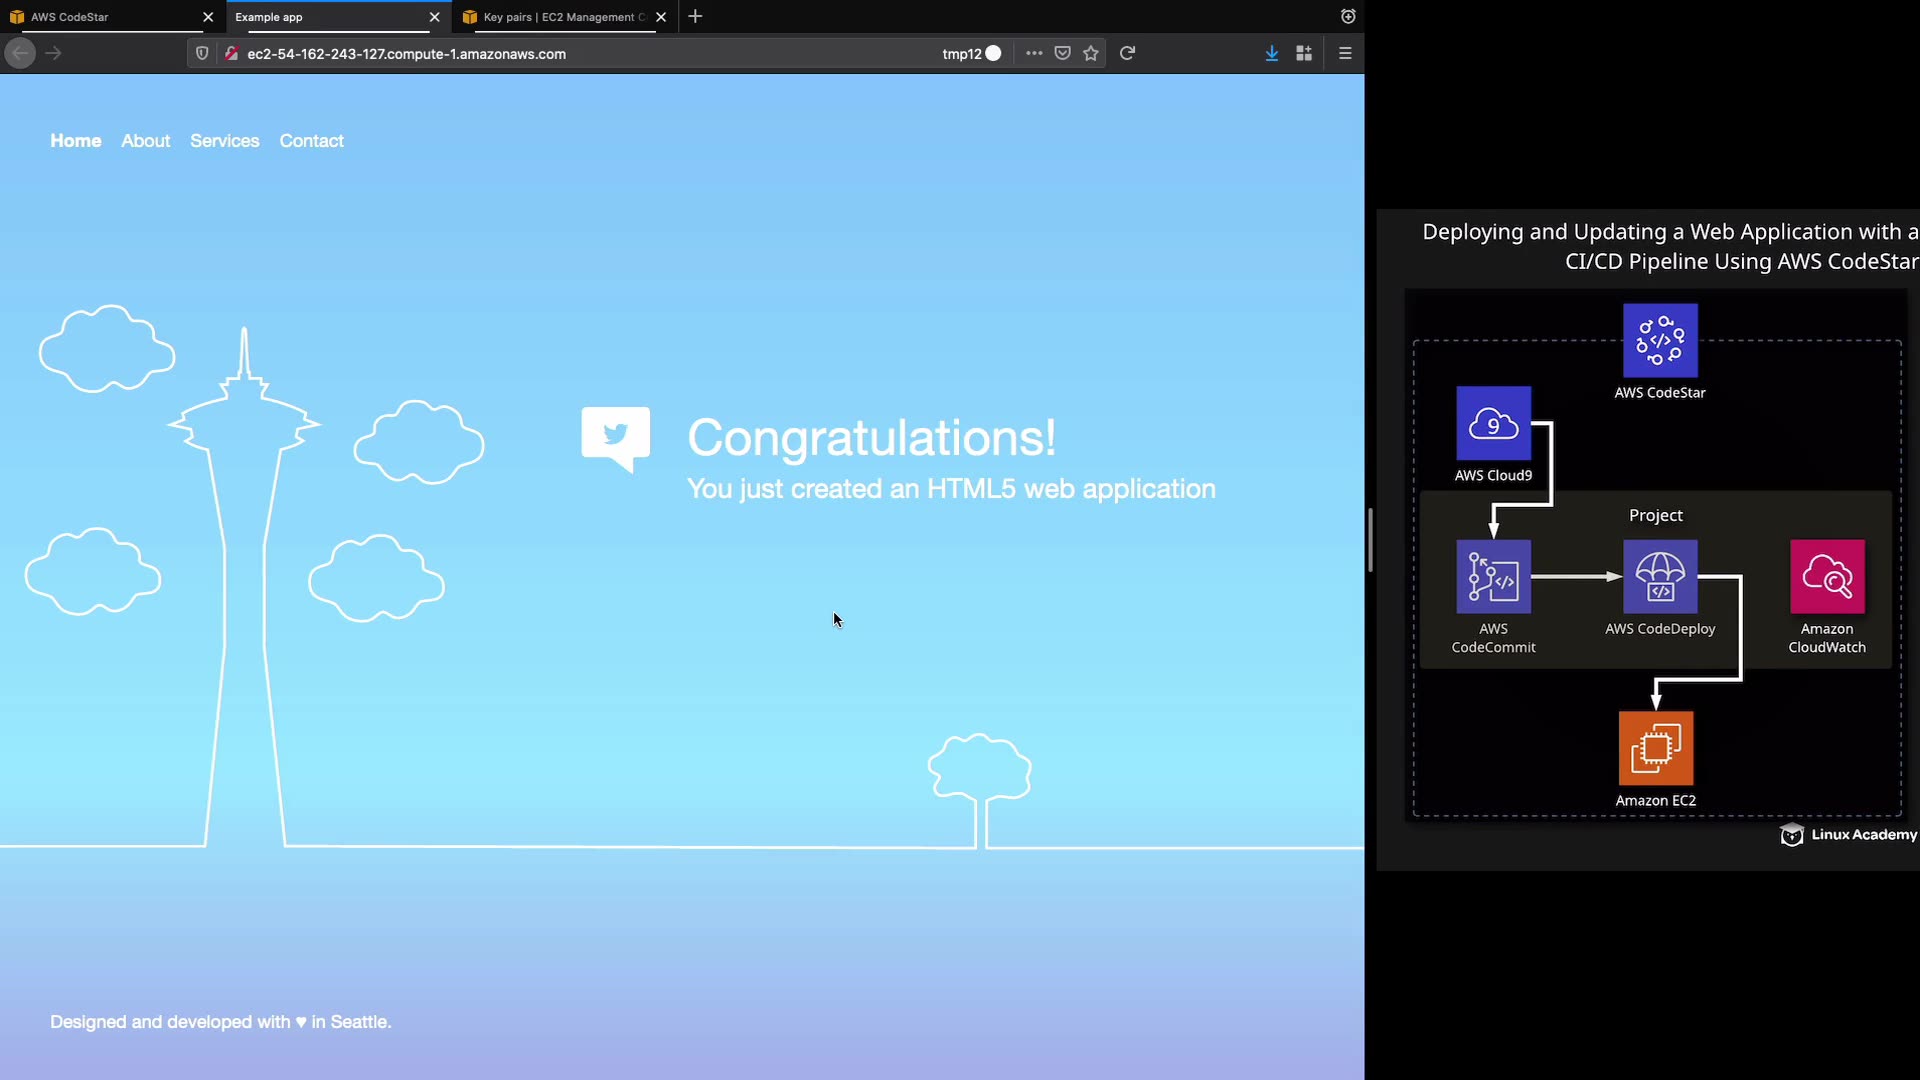 AWS CodeStar
Example app
Key pairs | EC2 Management C
ec2-54-162-243-127.compute-1.amazonaws.com
tmp12
Home About Services Contact
Congratulations!
You just created an HTML5 web application
Designed and developed with ♥ in Seattle.
Deploying and Updating a Web Application with a
CI/CD Pipeline Using AWS CodeStar
AWS CodeStar
9
AWS Cloud9
Project
AWS
CodeCommit
AWS CodeDeploy
Amazon
CloudWatch
Amazon EC2
Linux Academy